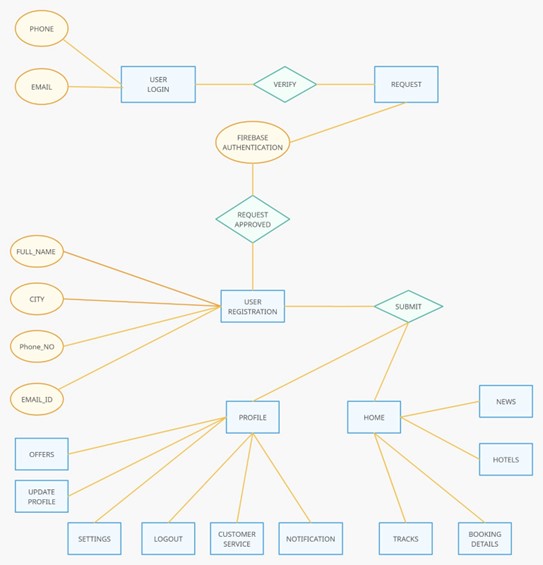 PHONE
EMAIL
USER
LOGIN
VERIFY
REQUEST
FIREBASE
AUTHENTICATION
REQUEST
APPROVED
FULL_NAME
CITY
Phone_NO
EMAIL_ID
USER
REGISTRATION
SUBMIT
PROFILE
HOME
NEWS
HOTELS
OFFERS
UPDATE
PROFILE
SETTINGS
LOGOUT
CUSTOMER
SERVICE
NOTIFICATION
TRACKS
BOOKING
DETAILS